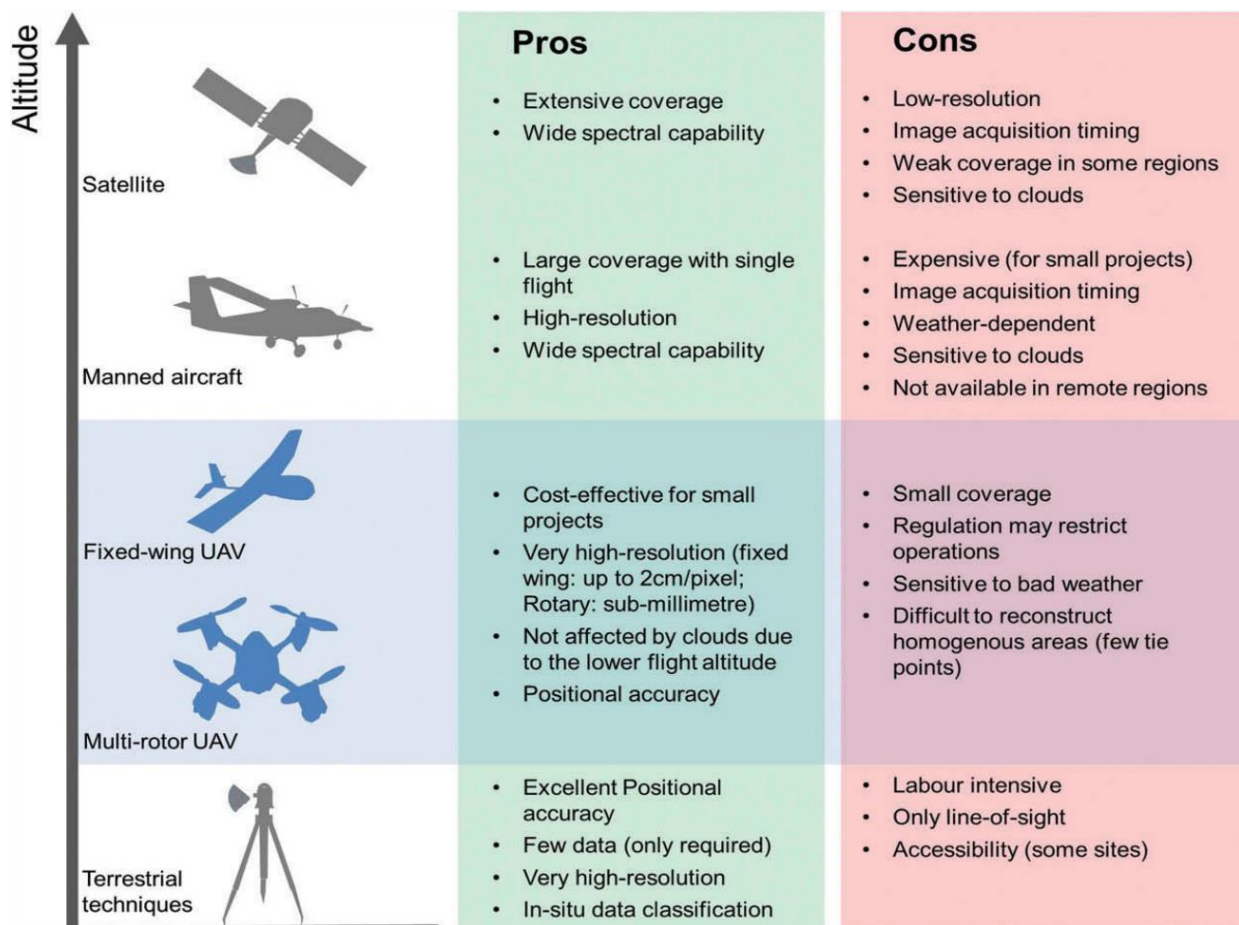 Altitude
Pros
Cons
Satellite
• Extensive coverage
• Wide spectral capability
• Low-resolution
• Image acquisition timing
• Weak coverage in some regions
• Sensitive to clouds
Manned aircraft
• Large coverage with single
flight
• High-resolution
• Wide spectral capability
• Expensive (for small projects)
• Image acquisition timing
• Weather-dependent
• Sensitive to clouds
• Not available in remote regions
Fixed-wing UAV
Multi-rotor UAV
• Cost-effective for small
projects
• Very high-resolution (fixed
wing: up to 2cm/pixel;
Rotary: sub-millimetre)
• Not affected by clouds due
to the lower flight altitude
• Positional accuracy
• Small coverage
• Regulation may restrict
operations
• Sensitive to bad weather
• Difficult to reconstruct
homogenous areas (few tie
points)
Terrestrial
techniques
• Excellent Positional
accuracy
• Few data (only required)
• Very high-resolution
• In-situ data classification
• Labour intensive
• Only line-of-sight
• Accessibility (some sites)